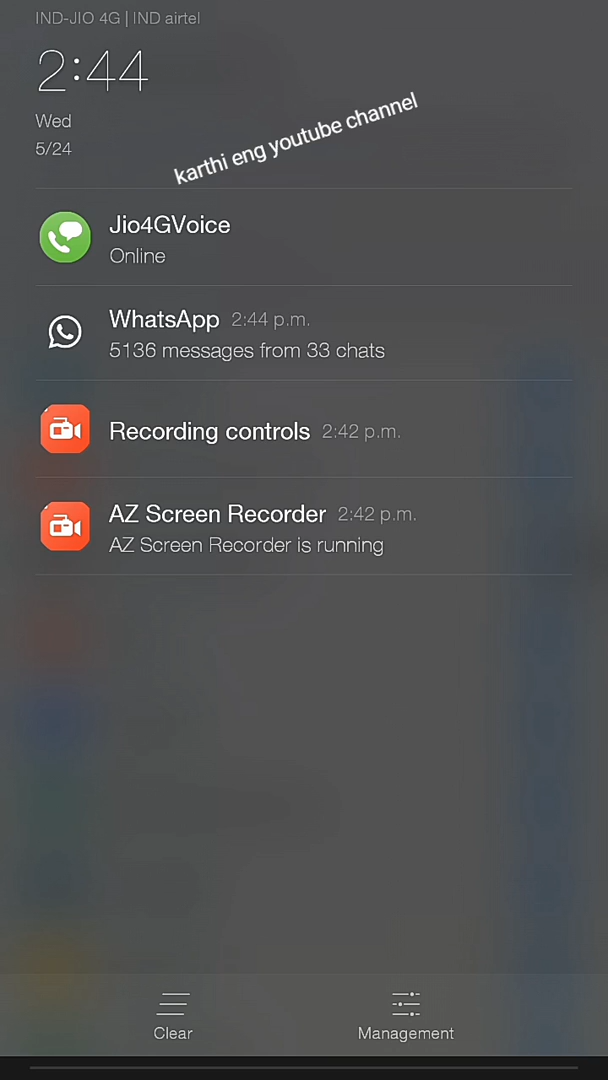 IND-JIO 4G | IND airtel
2:44
Wed
5/24
karthi eng youtube channel
Jio4GVoice
Online
WhatsApp 2:44 p.m.
5136 messages from 33 chats
Recording controls 2:42 p.m.
AZ Screen Recorder 2:42 p.m.
AZ Screen Recorder is running
Clear
Management